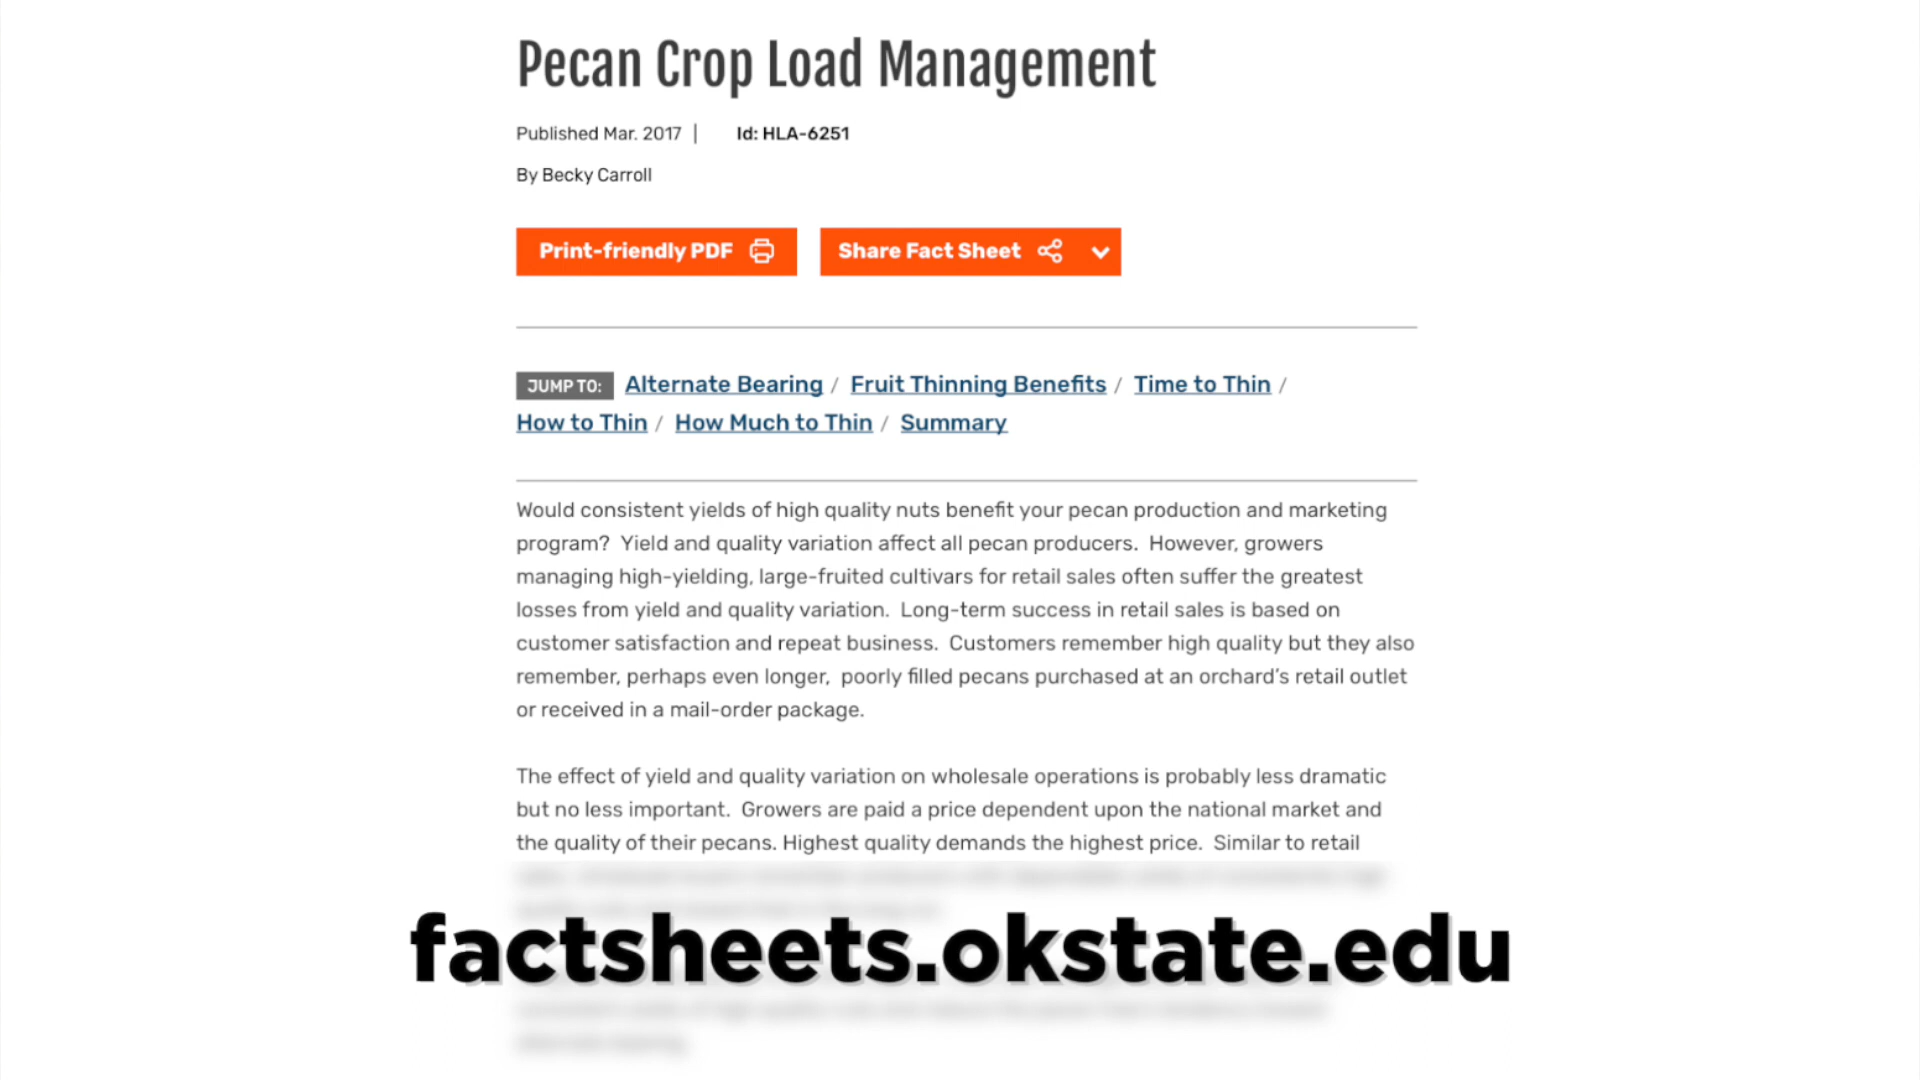 Pecan Crop Load Management
Published Mar. 2017 | Id: HLA-6251
By Becky Carroll
Print-friendly PDF Share Fact Sheet
JUMP TO: Alternate Bearing / Fruit Thinning Benefits / Time to Thin /
How to Thin / How Much to Thin / Summary
Would consistent yields of high quality nuts benefit your pecan production and marketing
program? Yield and quality variation affect all pecan producers. However, growers
managing high-yielding, large-fruited cultivars for retail sales often suffer the greatest
losses from yield and quality variation. Long-term success in retail sales is based on
customer satisfaction and repeat business. Customers remember high quality but they also
remember, perhaps even longer, poorly filled pecans purchased at an orchard’s retail outlet
or received in a mail-order package.
The effect of yield and quality variation on wholesale operations is probably less dramatic
but no less important. Growers are paid a price dependent upon the national market and
the quality of their pecans. Highest quality demands the highest price. Similar to retail
factsheets.okstate.edu